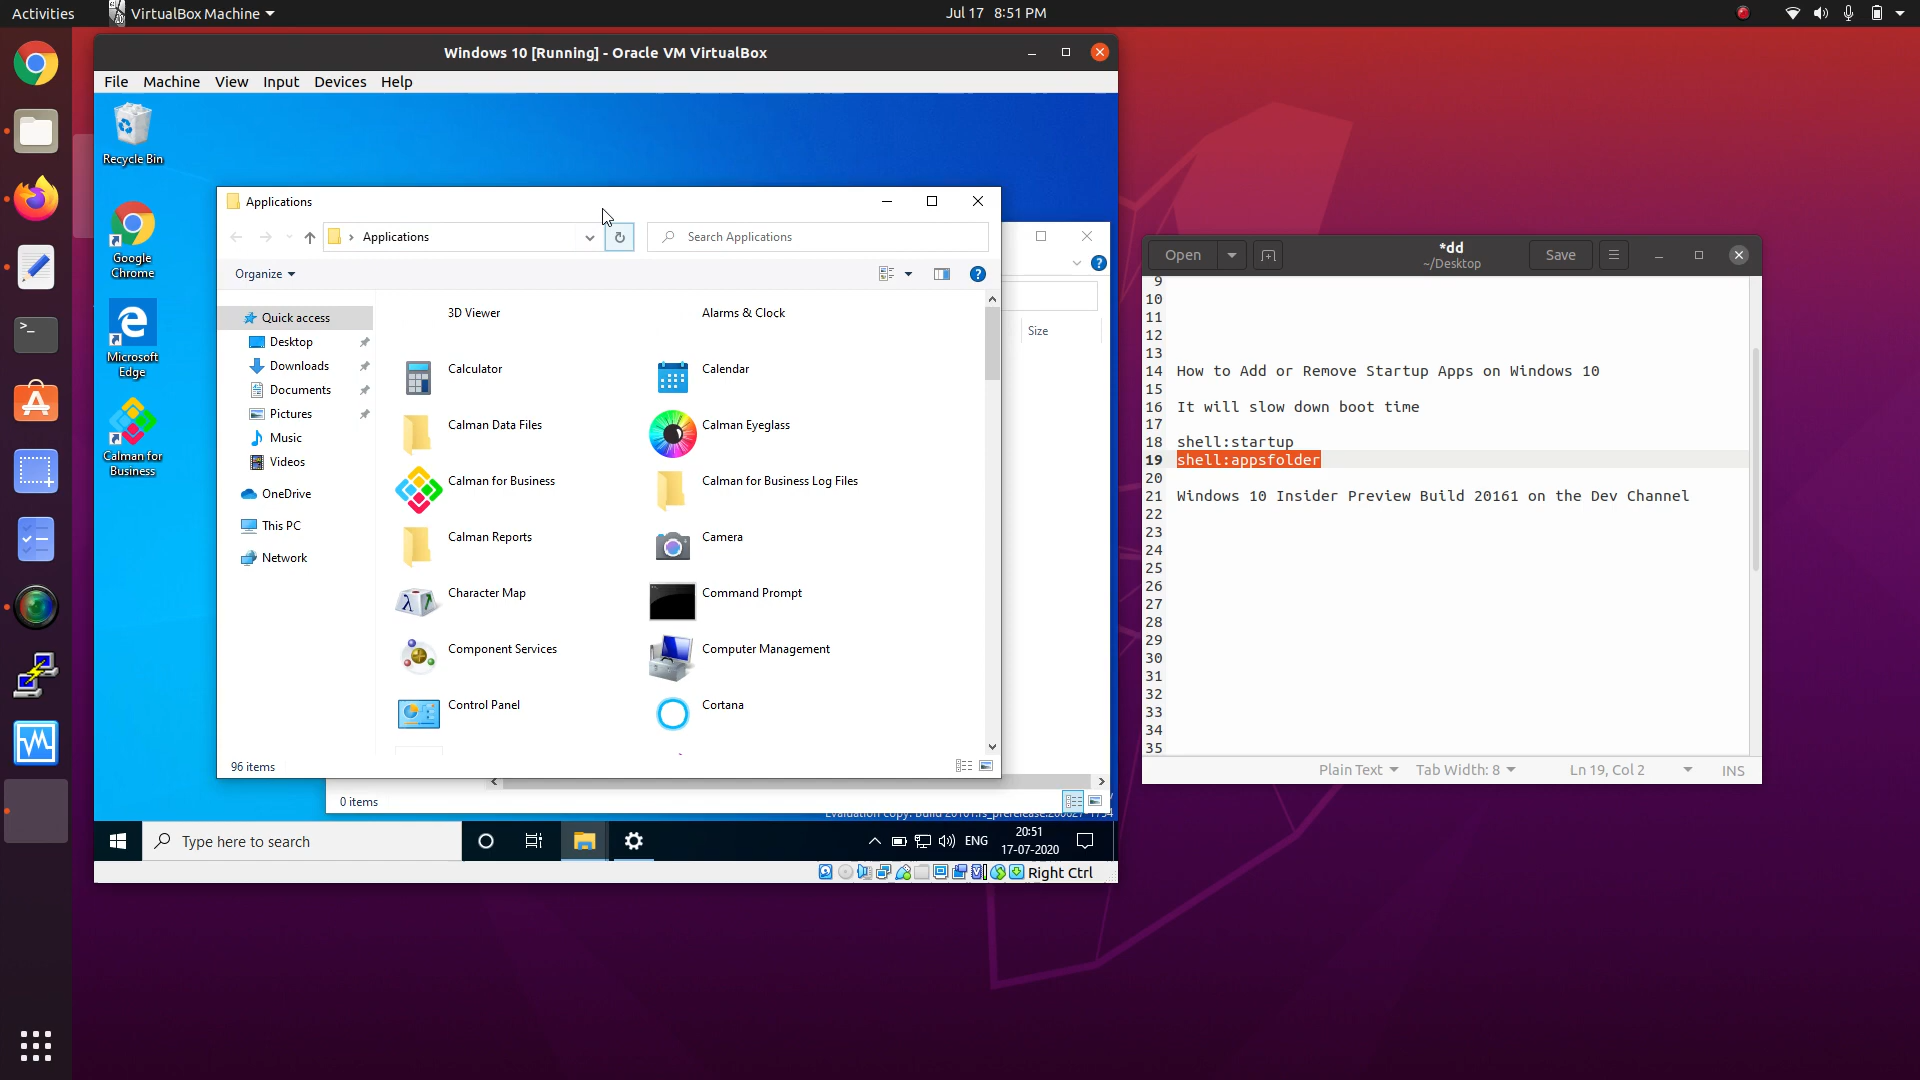 Activities
VirtualBox Machine
Jul 17 8:51 PM
Windows 10 [Running] - Oracle VM VirtualBox
File Machine View Input Devices Help
Recycle Bin
Google
Chrome
Microsoft
Edge
Calman for
Business
Applications
Applications
Search Applications
Organize
Quick access
Desktop
Downloads
Documents
Pictures
Music
Videos
OneDrive
This PC
Network
3D Viewer
Alarms & Clock
Calculator
Calendar
Calman Data Files
Calman Eyeglass
Calman for Business
Calman for Business Log Files
Calman Reports
Camera
Character Map
Command Prompt
Component Services
Computer Management
Control Panel
Cortana
96 items
Size
0 items
Type here to search
ENG
20:51
17-07-2020
Right Ctrl
Open
*dd
~/Desktop
Save
9
10
11
12
13
14 How to Add or Remove Startup Apps on Windows 10
15
16 It will slow down boot time
17
18 shell:startup
19 shell:appsfolder
20
21 Windows 10 Insider Preview Build 20161 on the Dev Channel
22
23
24
25
26
27
28
29
30
31
32
33
34
35
Plain Text Tab Width: 8 Ln 19, Col 2 INS